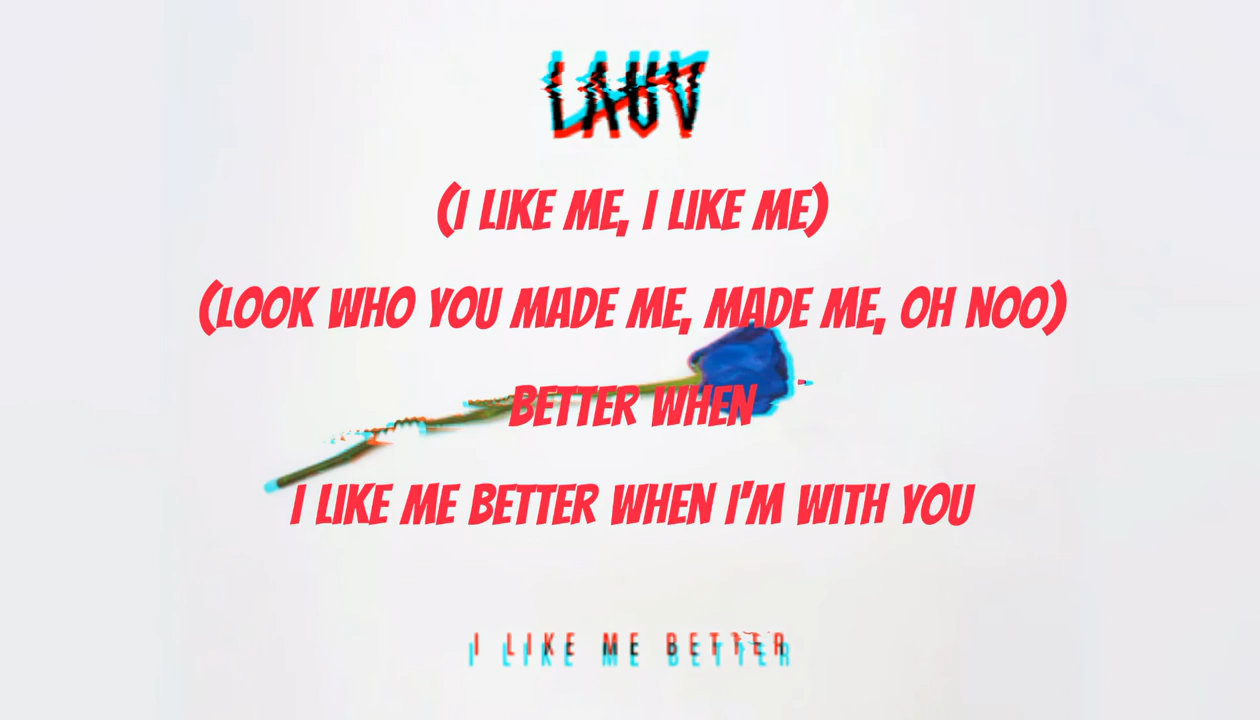 LAUV
(I LIKE ME, I LIKE ME)
(LOOK WHO YOU MADE ME, MADE ME, OH NOO)
BETTER WHEN
I LIKE ME BETTER WHEN I'M WITH YOU
I LIKE ME BETTER